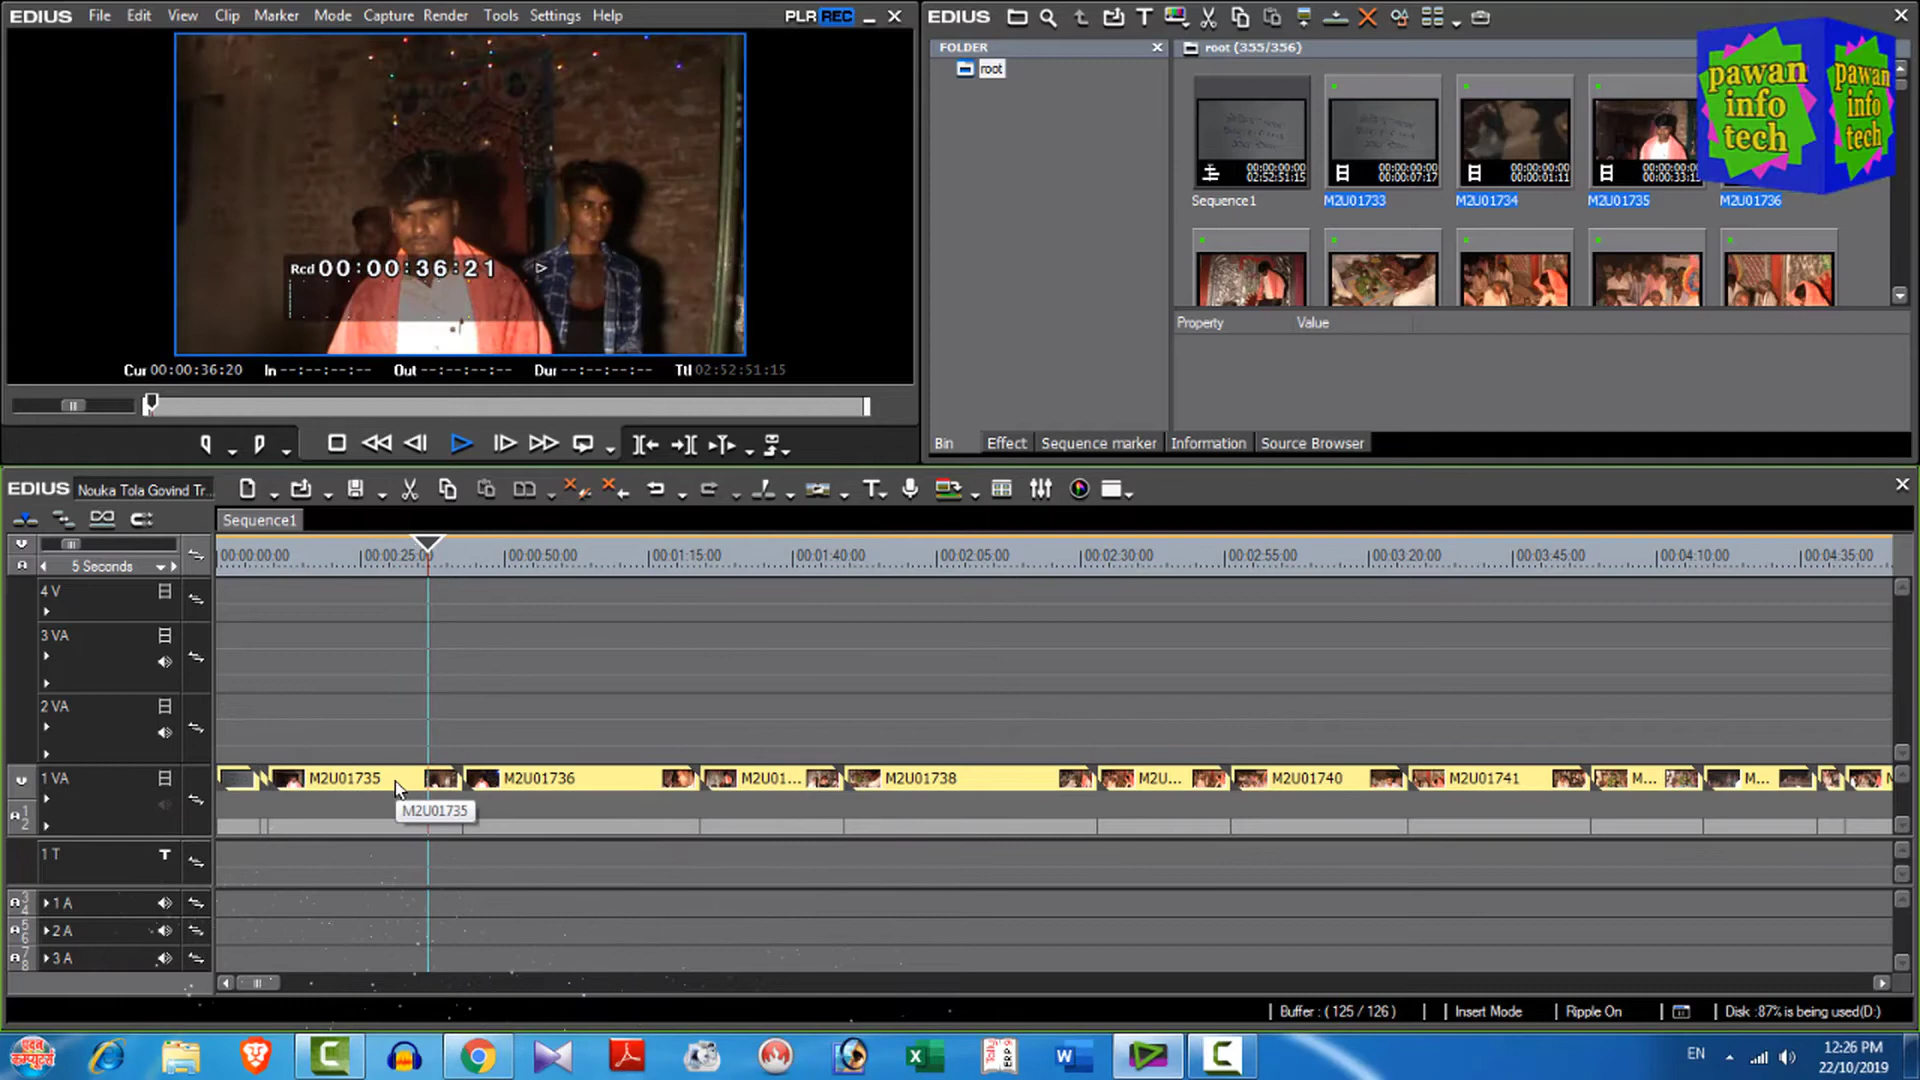 EDIUS File Edit View Clip Marker Mode Capture Render Tools Settings Help PLR REC
Rcd 00:00:36:21
Cur 00:00:36:20 In --:--:--:-- Out --:--:--:-- Dur --:--:--:-- Ttl 02:52:51:15
EDIUS
FOLDER
root
root (355/356)
00:00:00:00
02:52:51:15
00:00:00:00
00:00:07:17
00:00:00:00
00:00:01:11
00:00:00:00
Sequence1 M2U01733 M2U01734 M2U01735 M2U01736
Property Value
Bin Effect Sequence marker Information Source Browser
pawan
info
tech
pawan
info
tech
EDIUS Nouka Tola Govind Tr...
Sequence1
5 Seconds
00:00:00:00 00:00:25:00 00:00:50:00 00:01:15:00 00:01:40:00 00:02:05:00 00:02:30:00 00:02:55:00 00:03:20:00 00:03:45:00 00:04:10:00 00:04:35:00
4 V
3 VA
2 VA
1 VA
M2U01735 M2U01736 M2U01... M2U01738 M2U... M2U01740 M2U01741 M... M...
M2U01735
1 T
1 A
2 A
3 A
Buffer : ( 125 / 126 ) Insert Mode Ripple On Disk :87% is being used(D:)
EN
12:26 PM
22/10/2019